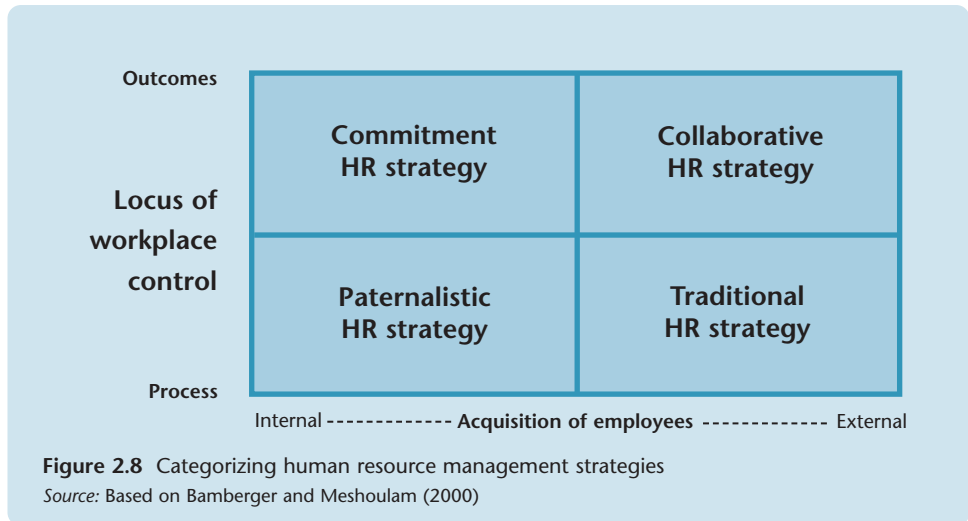 Outcomes
Commitment
HR strategy
Collaborative
HR strategy
Locus of
workplace
control
Paternalistic
HR strategy
Traditional
HR strategy
Process
Internal ------------ Acquisition of employees ------------- External
Figure 2.8 Categorizing human resource management strategies
Source: Based on Bamberger and Meshoulam (2000)